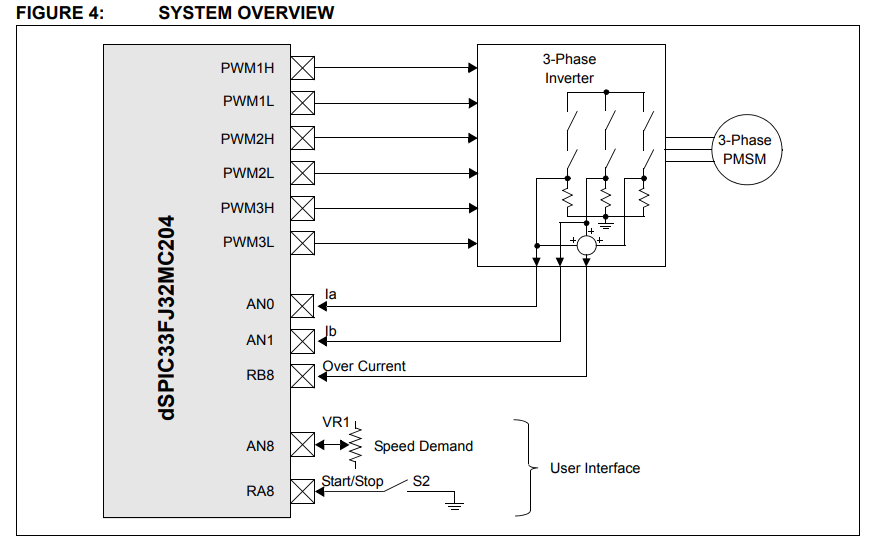 FIGURE 4: SYSTEM OVERVIEW
dSPIC33FJ32MC204
PWM1H
PWM1L
PWM2H
PWM2L
PWM3H
PWM3L
AN0
AN1
RB8
AN8
RA8
Ia
Ib
Over Current
VR1
Speed Demand
Start/Stop
S2
User Interface
3-Phase
Inverter
+
+
+
3-Phase
PMSM